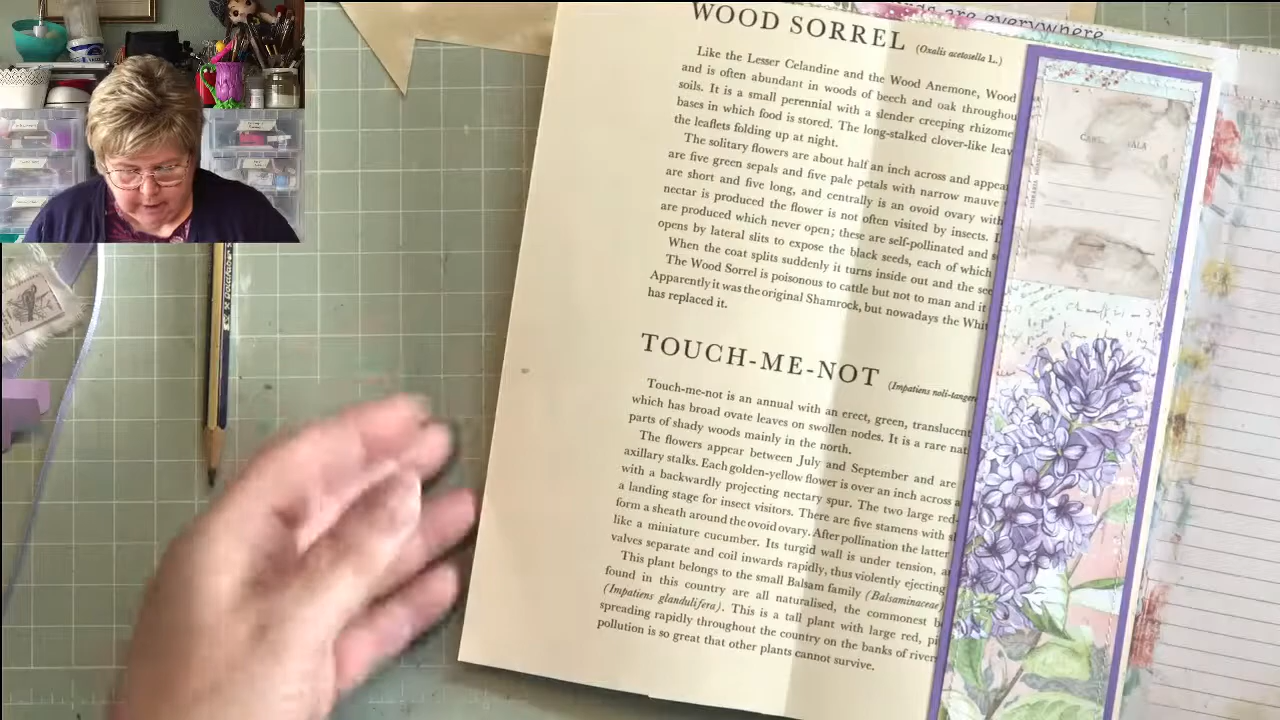 are everywhere
WOOD SORREL (Oxalis acetosella L.)
Like the Lesser Celandine and the Wood Anemone, Wood
and is often abundant in woods of beech and oak throughou
soils. It is a small perennial with a slender creeping rhizome
bases in which food is stored. The long-stalked clover-like leav
the leaflets folding up at night.
The solitary flowers are about half an inch across and appear
are five green sepals and five pale petals with narrow mauve
are short and five long, and centrally is an ovoid ovary with
nectar is produced the flower is not often visited by insects.
are produced which never open; these are self-pollinated and
opens by lateral slits to expose the black seeds, each of which
When the coat splits suddenly it turns inside out and the see
The Wood Sorrel is poisonous to cattle but not to man and it
Apparently it was the original Shamrock, but nowadays the Whit
has replaced it.
TOUCH-ME-NOT (Impatiens noli-tangere
Touch-me-not is an annual with an erect, green, translucent
which has broad ovate leaves on swollen nodes. It is a rare nat
parts of shady woods mainly in the north.
The flowers appear between July and September and are
axillary stalks. Each golden-yellow flower is over an inch across
with a backwardly projecting nectary spur. The two large red-
a landing stage for insect visitors. There are five stamens with
form a sheath around the ovoid ovary. After pollination the latter
like a miniature cucumber. Its turgid wall is under tension,
valves separate and coil inwards rapidly, thus violently ejecting
This plant belongs to the small Balsam family (Balsaminaceae)
found in this country are all naturalised, the commonest
(Impatiens glandulifera). This is a tall plant with large red,
spreading rapidly throughout the country on the banks of river
pollution is so great that other plants cannot survive.